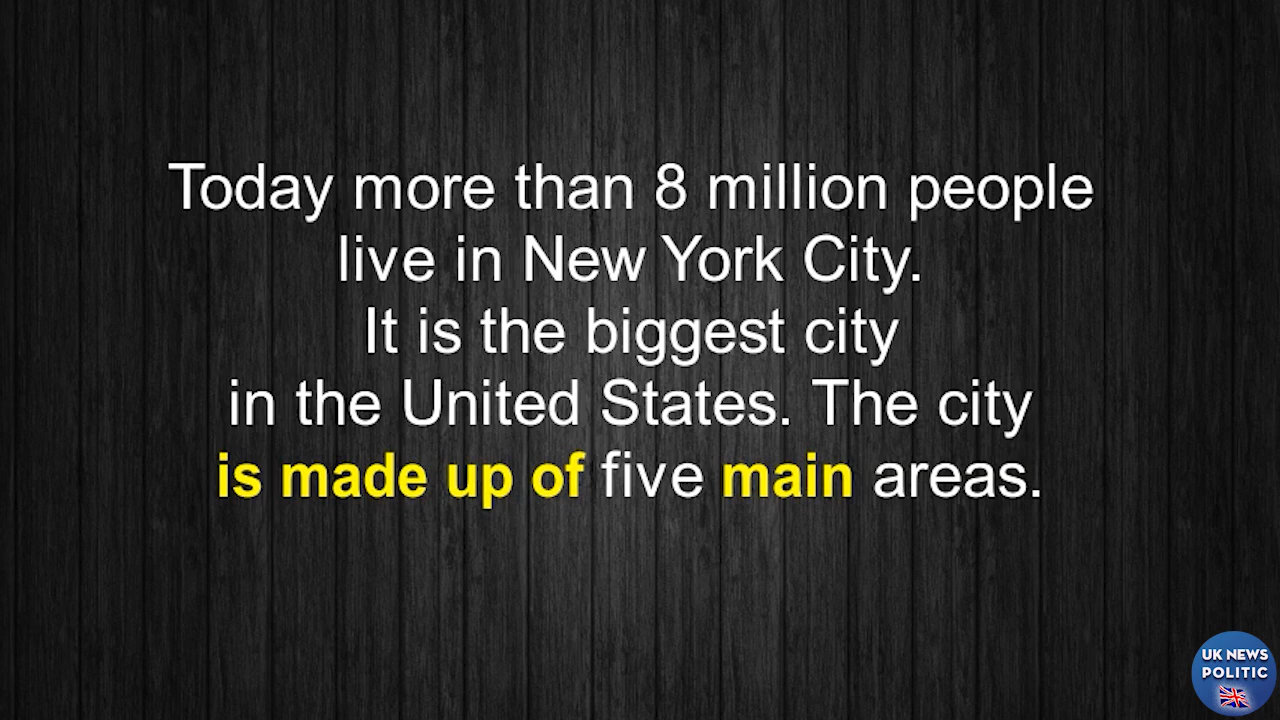 Today more than 8 million people
live in New York City.
It is the biggest city
in the United States. The city
is made up of five main areas.
UK NEWS
POLITIC